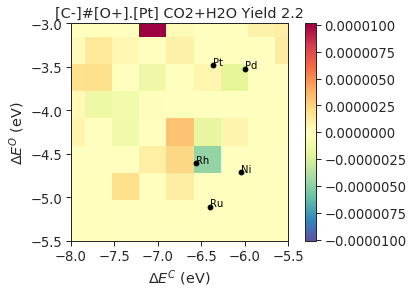 [C-]#[O+].[Pt] CO2+H2O Yield 2.2
−3.0
−3.5
−4.0
−4.5
−5.0
−5.5
ΔE^O (eV)
Pt
Pd
Rh
Ni
Ru
−8.0 −7.5 −7.0 −6.5 −6.0 −5.5
ΔE^C (eV)
0.0000100
0.0000075
0.0000050
0.0000025
0.0000000
−0.0000025
−0.0000050
−0.0000075
−0.0000100